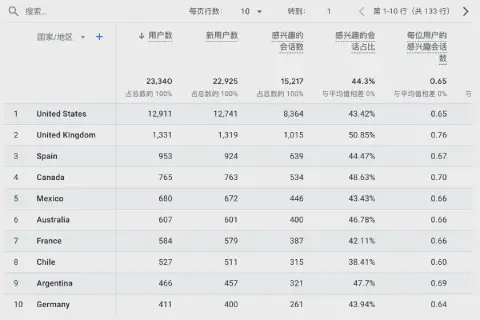 搜索... 每页行数： 10 转到： 1 第 1-10 行（共 133 行）
国家/地区 + ↓ 用户数 新用户数 感兴趣的会话数 感兴趣的会话占比 每位用户的感兴趣会话数
23,340 22,925 15,217 44.3% 0.65
占总数的 100% 占总数的 100% 占总数的 100% 与平均值相差 0% 与平均值相差 0%
1 United States 12,911 12,741 8,364 43.42% 0.65
2 United Kingdom 1,331 1,319 1,015 50.85% 0.76
3 Spain 953 924 639 44.47% 0.67
4 Canada 765 763 534 48.63% 0.70
5 Mexico 680 672 446 43.43% 0.66
6 Australia 607 601 400 46.78% 0.66
7 France 584 579 387 42.11% 0.66
8 Chile 527 511 315 38.41% 0.60
9 Argentina 466 457 321 47.7% 0.69
10 Germany 411 400 261 43.94% 0.64